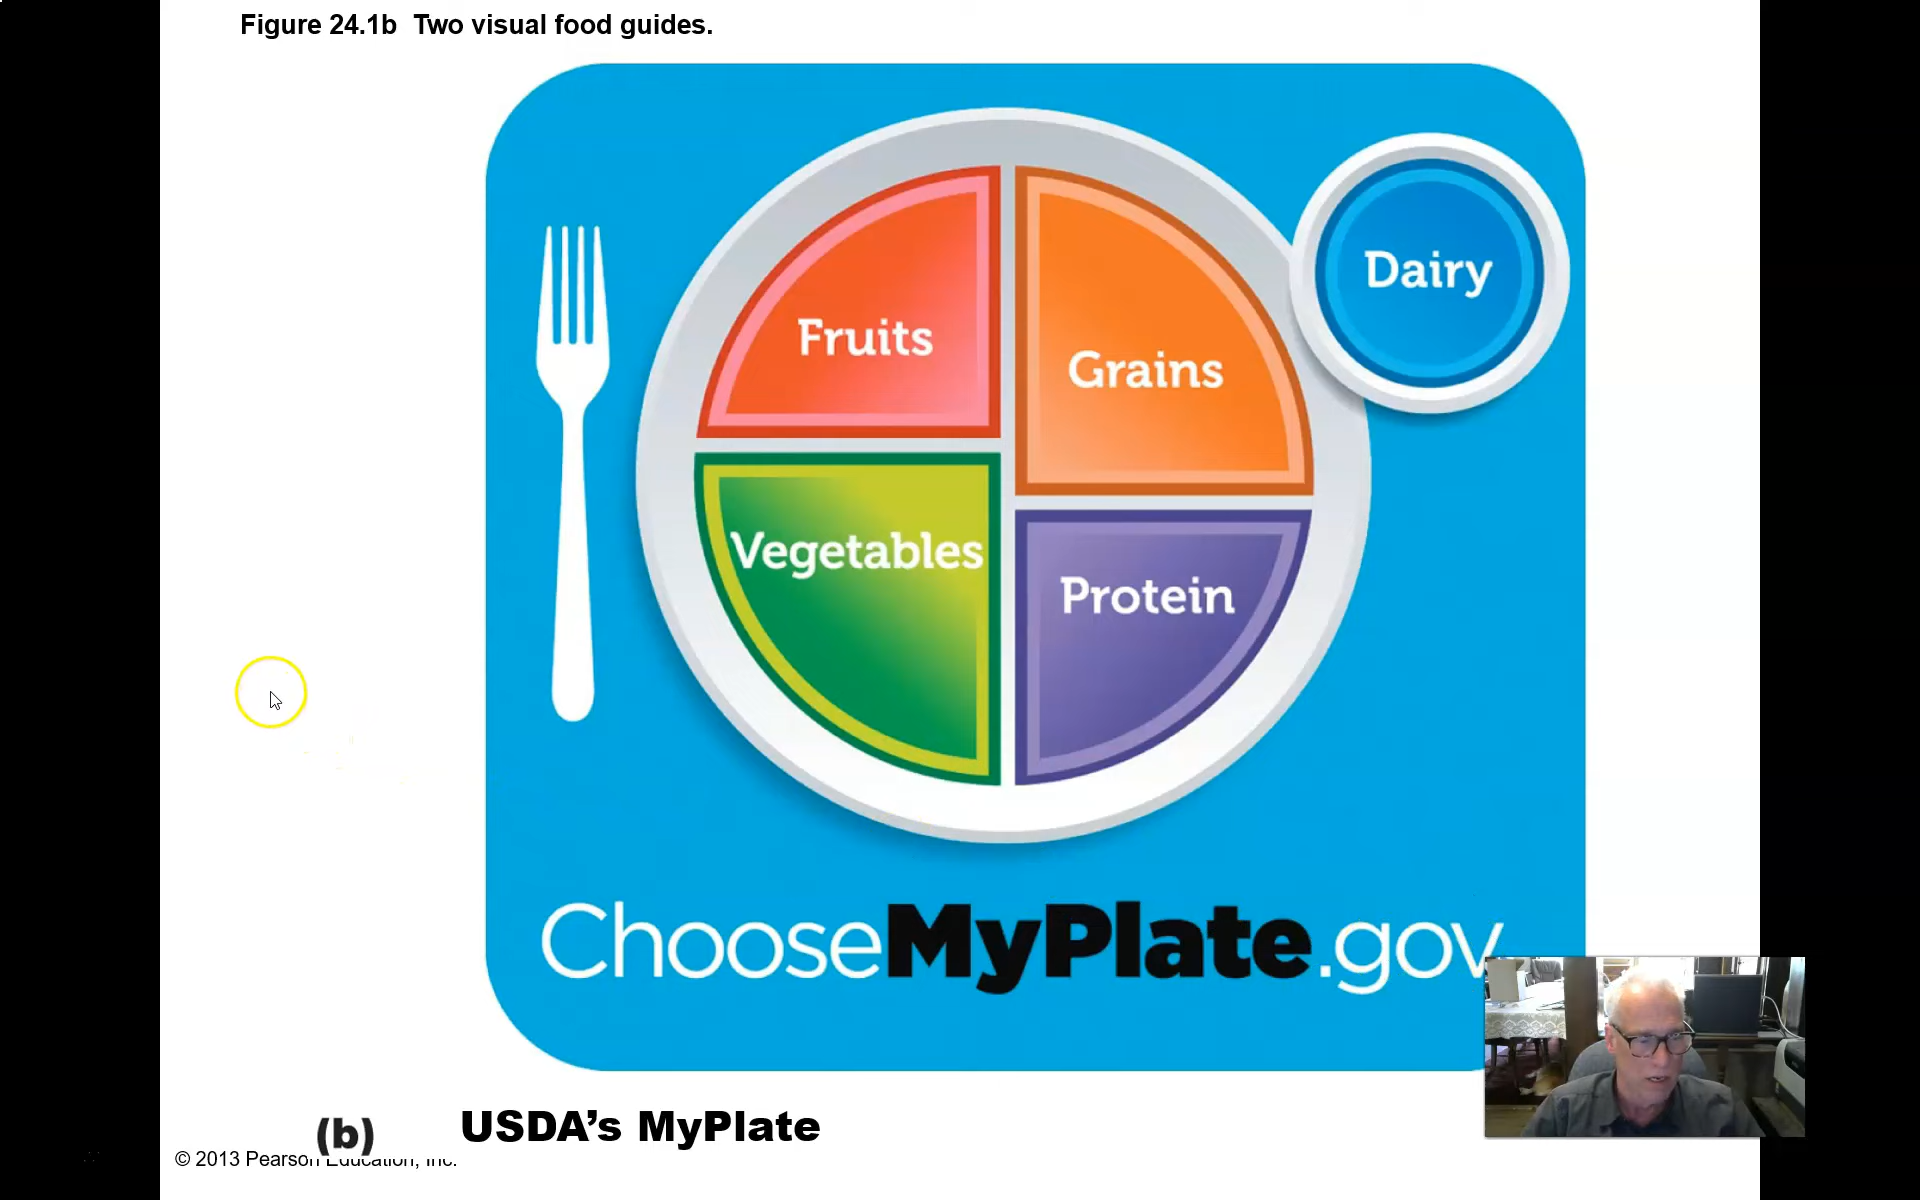 Figure 24.1b  Two visual food guides.
Dairy
Fruits
Grains
Vegetables
Protein
ChooseMyPlate.gov
(b) USDA's MyPlate
© 2013 Pearson Education, Inc.